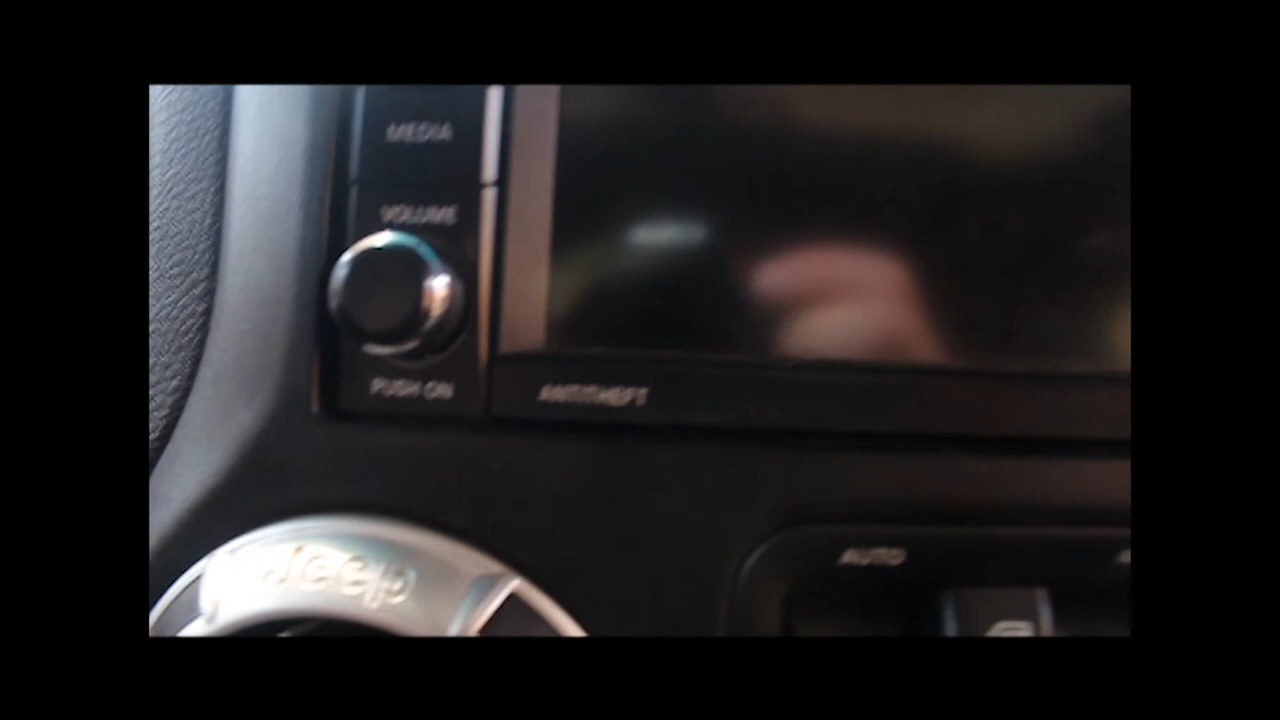 MEDIA
VOLUME
PUSH ON
ANTITHEFT
Jeep
AUTO